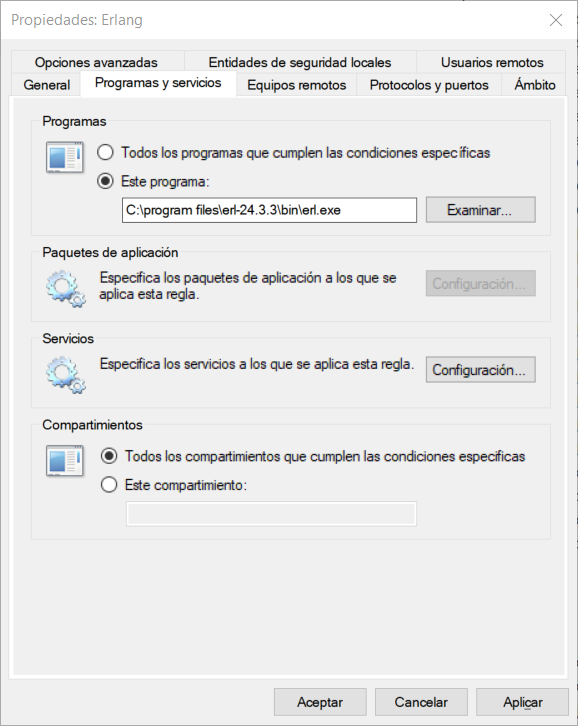 Propiedades: Erlang
Opciones avanzadas
Entidades de seguridad locales
Usuarios remotos
General
Programas y servicios
Equipos remotos
Protocolos y puertos
Ámbito
Programas
Todos los programas que cumplen las condiciones específicas
Este programa:
C:\program files\erl-24.3.3\bin\erl.exe
Examinar...
Paquetes de aplicación
Especifica los paquetes de aplicación a los que se
aplica esta regla.
Configuración...
Servicios
Especifica los servicios a los que se aplica esta regla.
Configuración...
Compartimientos
Todos los compartimientos que cumplen las condiciones especificas
Este compartimiento:
Aceptar
Cancelar
Aplicar